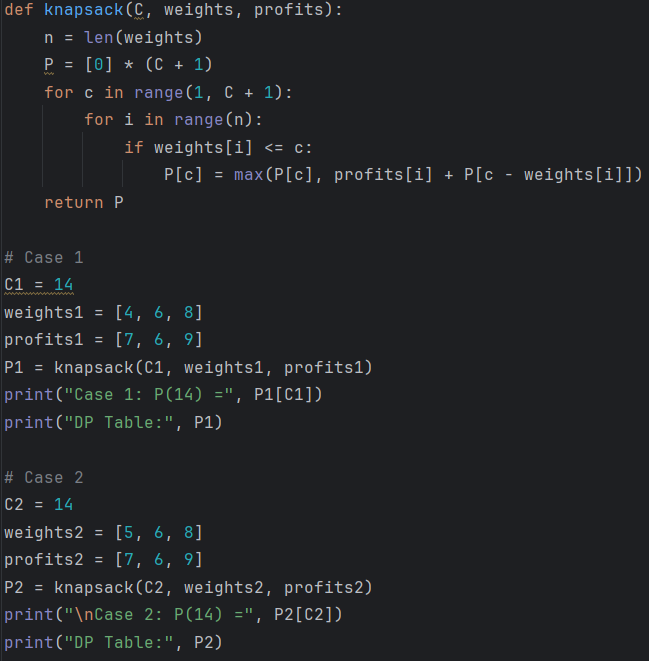 def knapsack(C, weights, profits):
    n = len(weights)
    P = [0] * (C + 1)
    for c in range(1, C + 1):
        for i in range(n):
            if weights[i] <= c:
                P[c] = max(P[c], profits[i] + P[c - weights[i]])
    return P

# Case 1
C1 = 14
weights1 = [4, 6, 8]
profits1 = [7, 6, 9]
P1 = knapsack(C1, weights1, profits1)
print("Case 1: P(14) =", P1[C1])
print("DP Table:", P1)

# Case 2
C2 = 14
weights2 = [5, 6, 8]
profits2 = [7, 6, 9]
P2 = knapsack(C2, weights2, profits2)
print("\nCase 2: P(14) =", P2[C2])
print("DP Table:", P2)